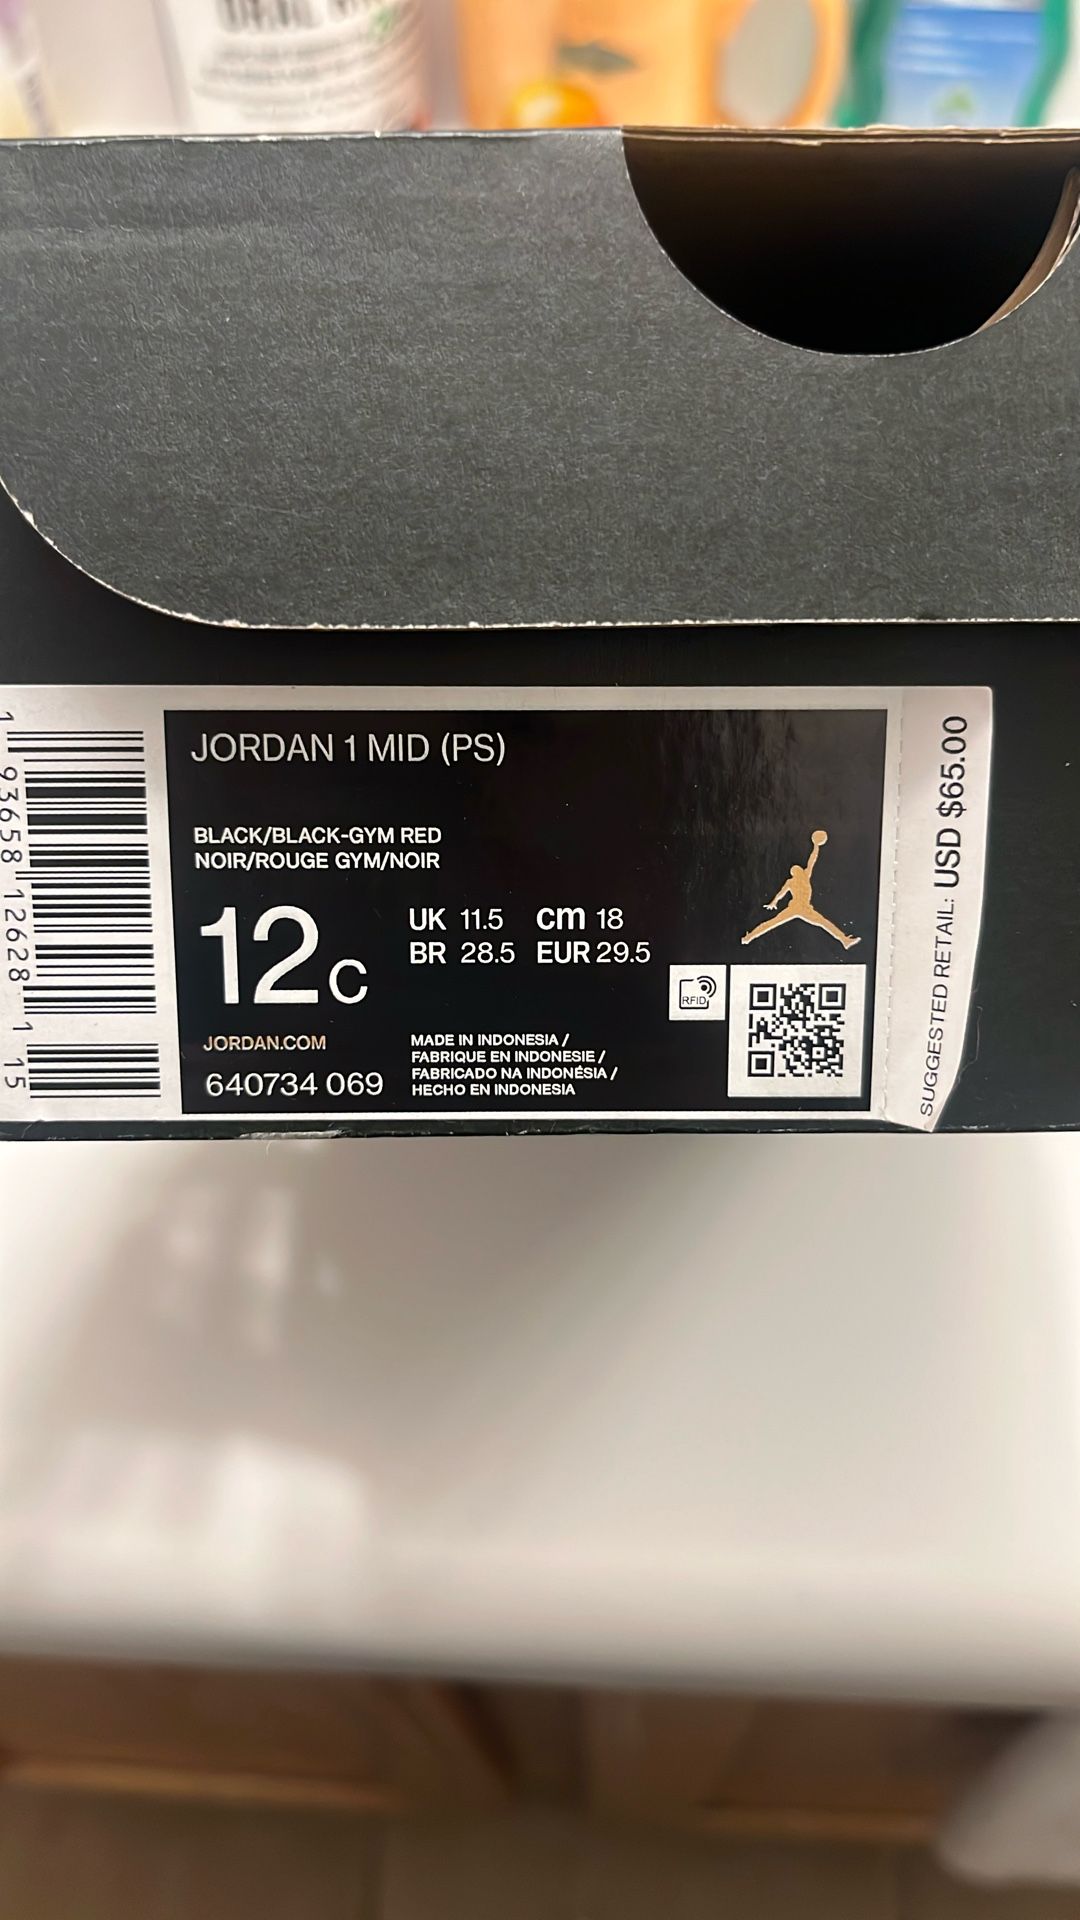 JORDAN 1 MID (PS)
BLACK/BLACK-GYM RED
NOIR/ROUGE GYM/NOIR
12c
UK 11.5 cm 18
BR 28.5 EUR 29.5
RFID
JORDAN.COM
640734 069
MADE IN INDONESIA /
FABRIQUE EN INDONESIE /
FABRICADO NA INDONÉSIA /
HECHO EN INDONESIA
SUGGESTED RETAIL: USD $65.00
1 93658 12628 1 15